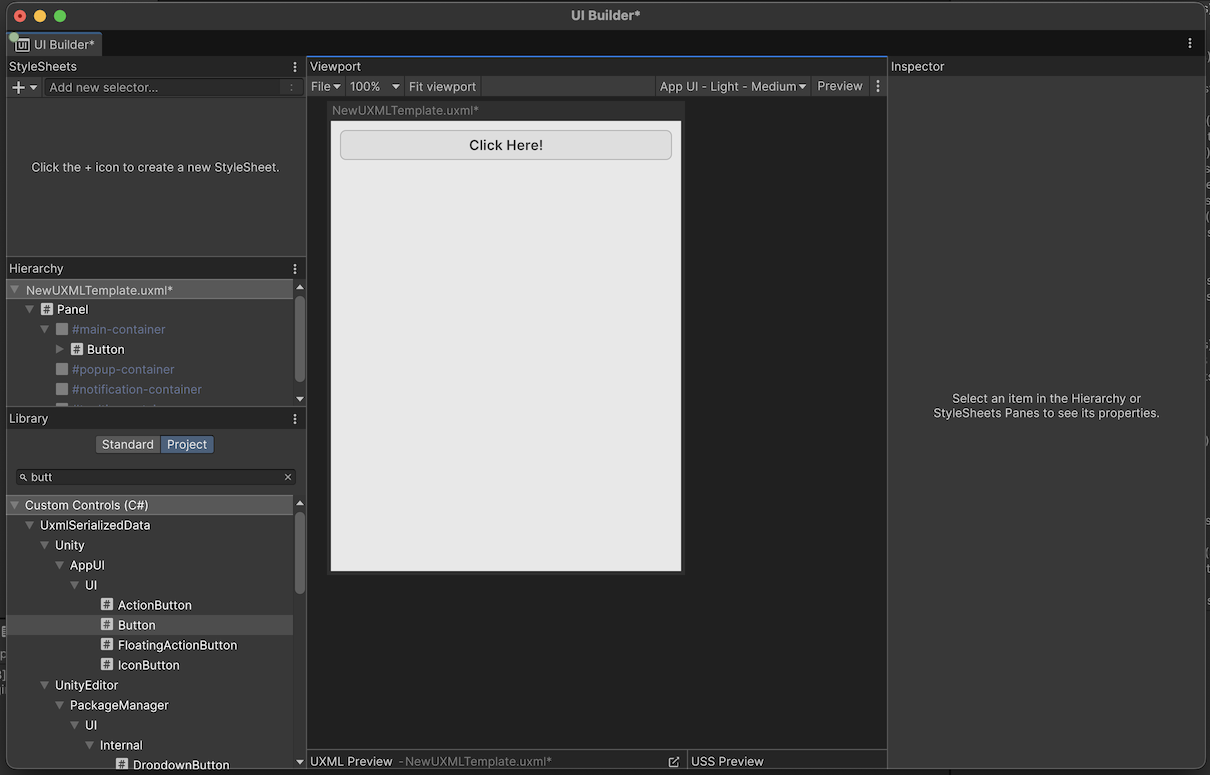 UI Builder*
UI Builder*
StyleSheets
Add new selector...
Click the + icon to create a new StyleSheet.
Hierarchy
NewUXMLTemplate.uxml*
# Panel
#main-container
# Button
#popup-container
#notification-container
Library
Standard Project
butt
Custom Controls (C#)
UxmlSerializedData
Unity
AppUI
UI
# ActionButton
# Button
# FloatingActionButton
# IconButton
UnityEditor
PackageManager
UI
Internal
# DropdownButton
Viewport
File 100% Fit viewport App UI - Light - Medium Preview
NewUXMLTemplate.uxml*
Click Here!
UXML Preview - NewUXMLTemplate.uxml*
USS Preview
Inspector
Select an item in the Hierarchy or
StyleSheets Panes to see its properties.